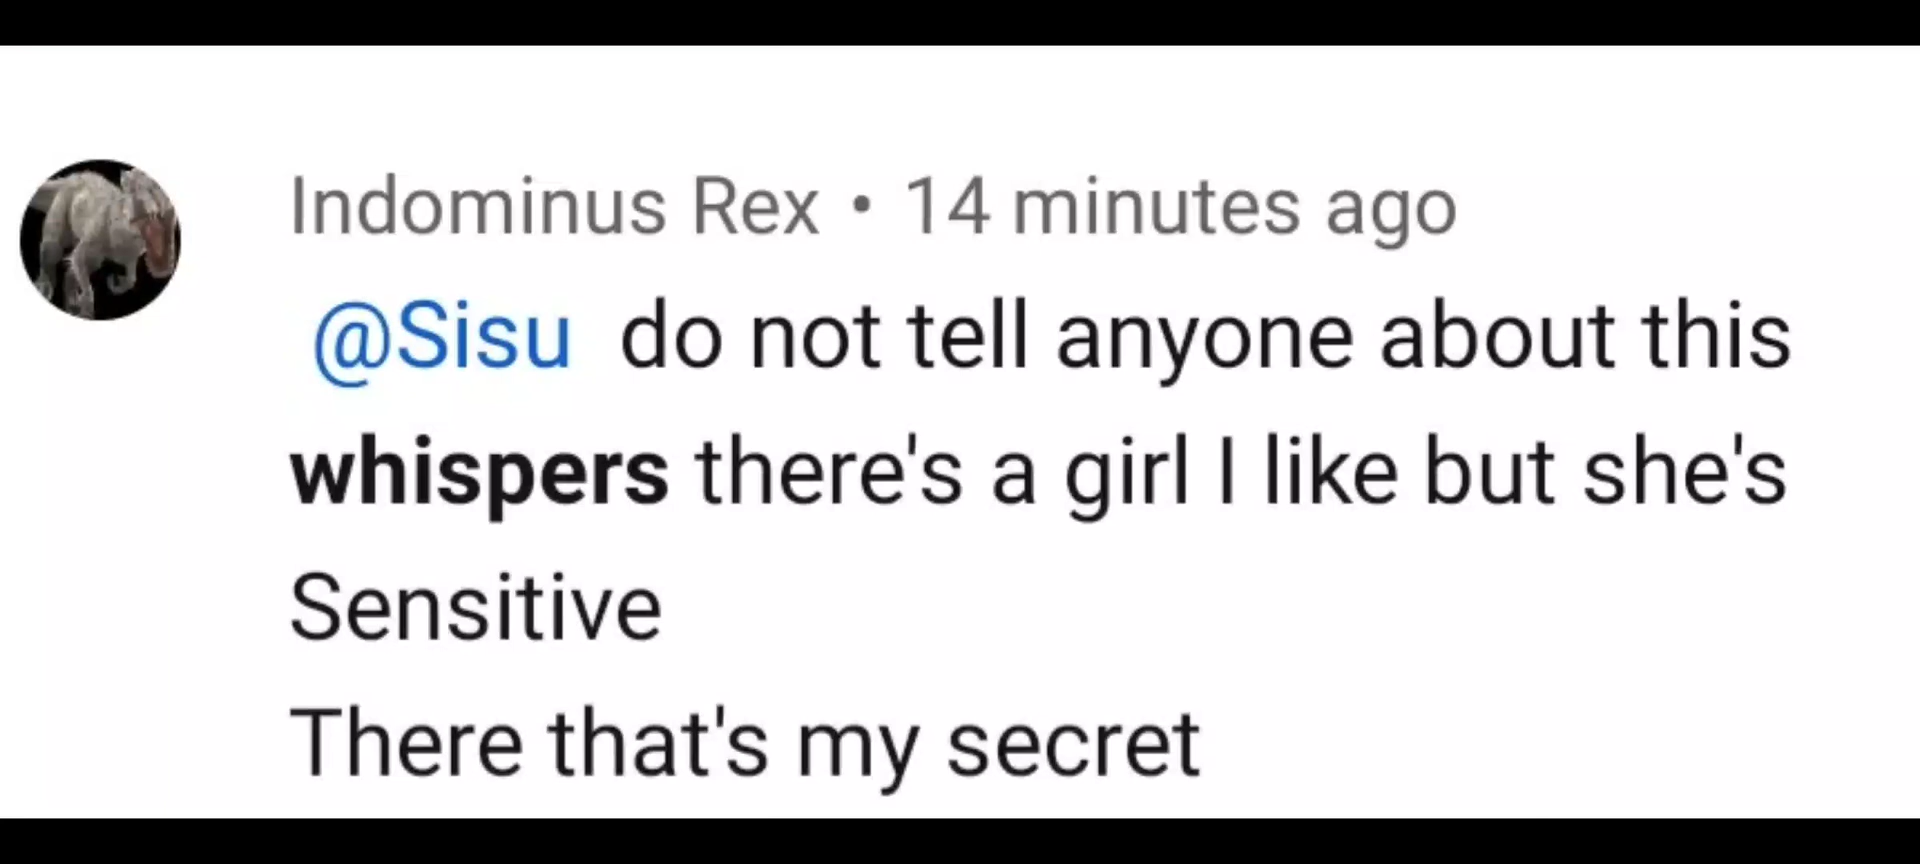 Indominus Rex • 14 minutes ago
@Sisu do not tell anyone about this
whispers there's a girl I like but she's
Sensitive
There that's my secret